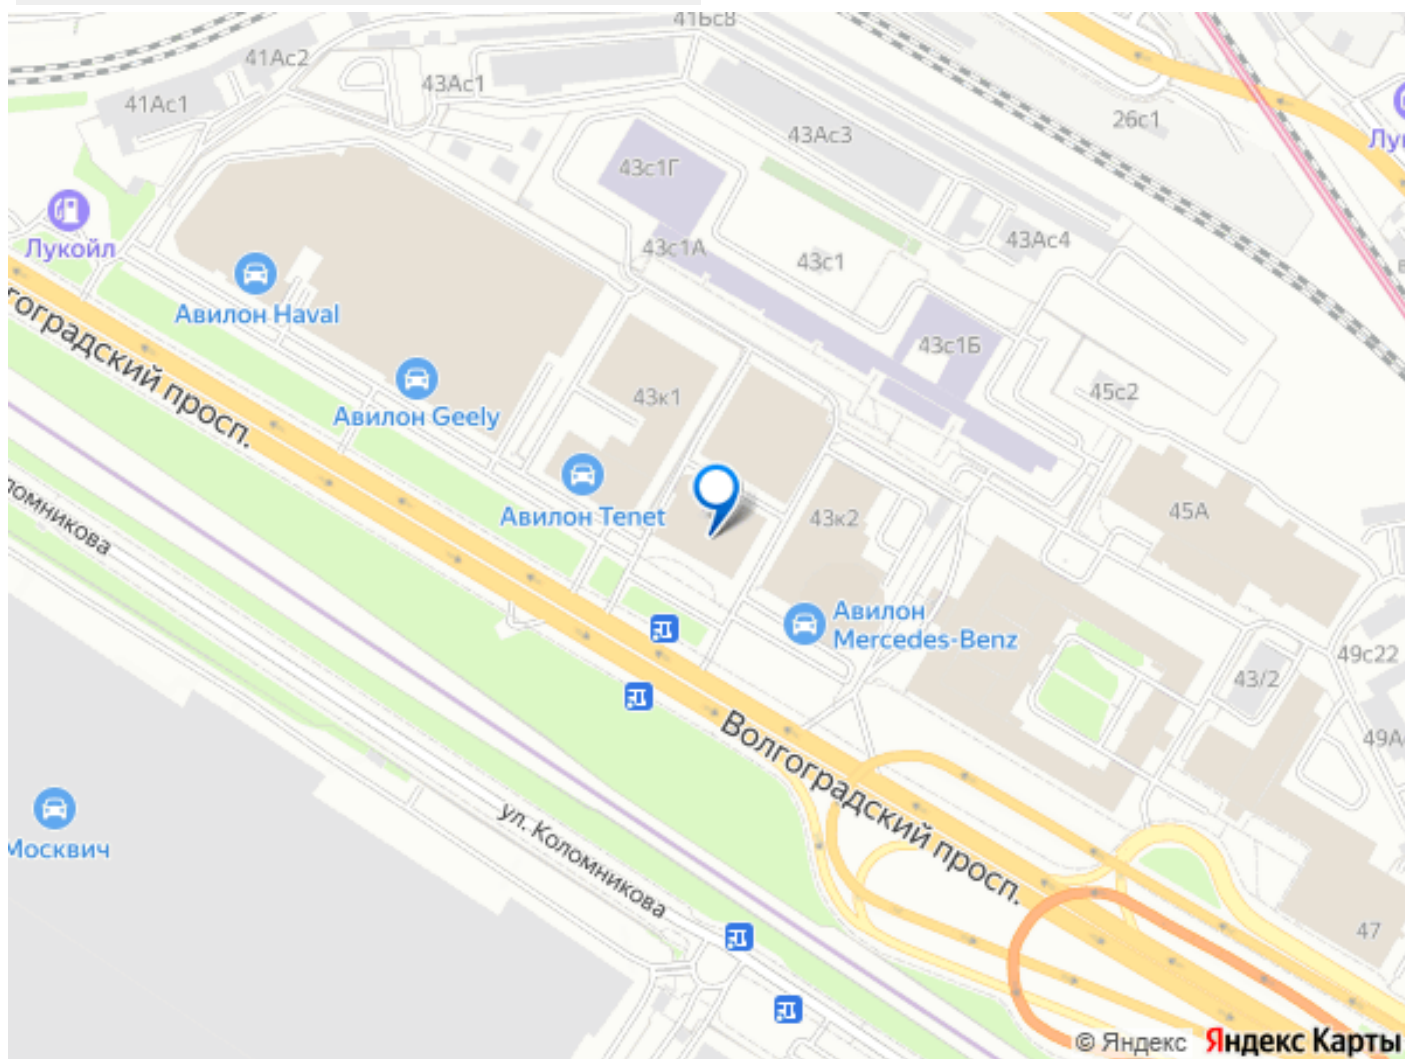 41Бс8
41Ас2
43Ас1
41Ас1
26с1
43Ас3
43с1Г
Лукойл
43с1А
43с1
43Ас4
Авилон Haval
43с1Б
Авилон Geely
43к1
45с2
гоградский просп.
Авилон Tenet
43к2
45А
оломникова
Авилон
Mercedes-Benz
49с22
43/2
49А
Волгоградский просп.
Москвич
ул. Коломникова
47
© Яндекс Яндекс Карты